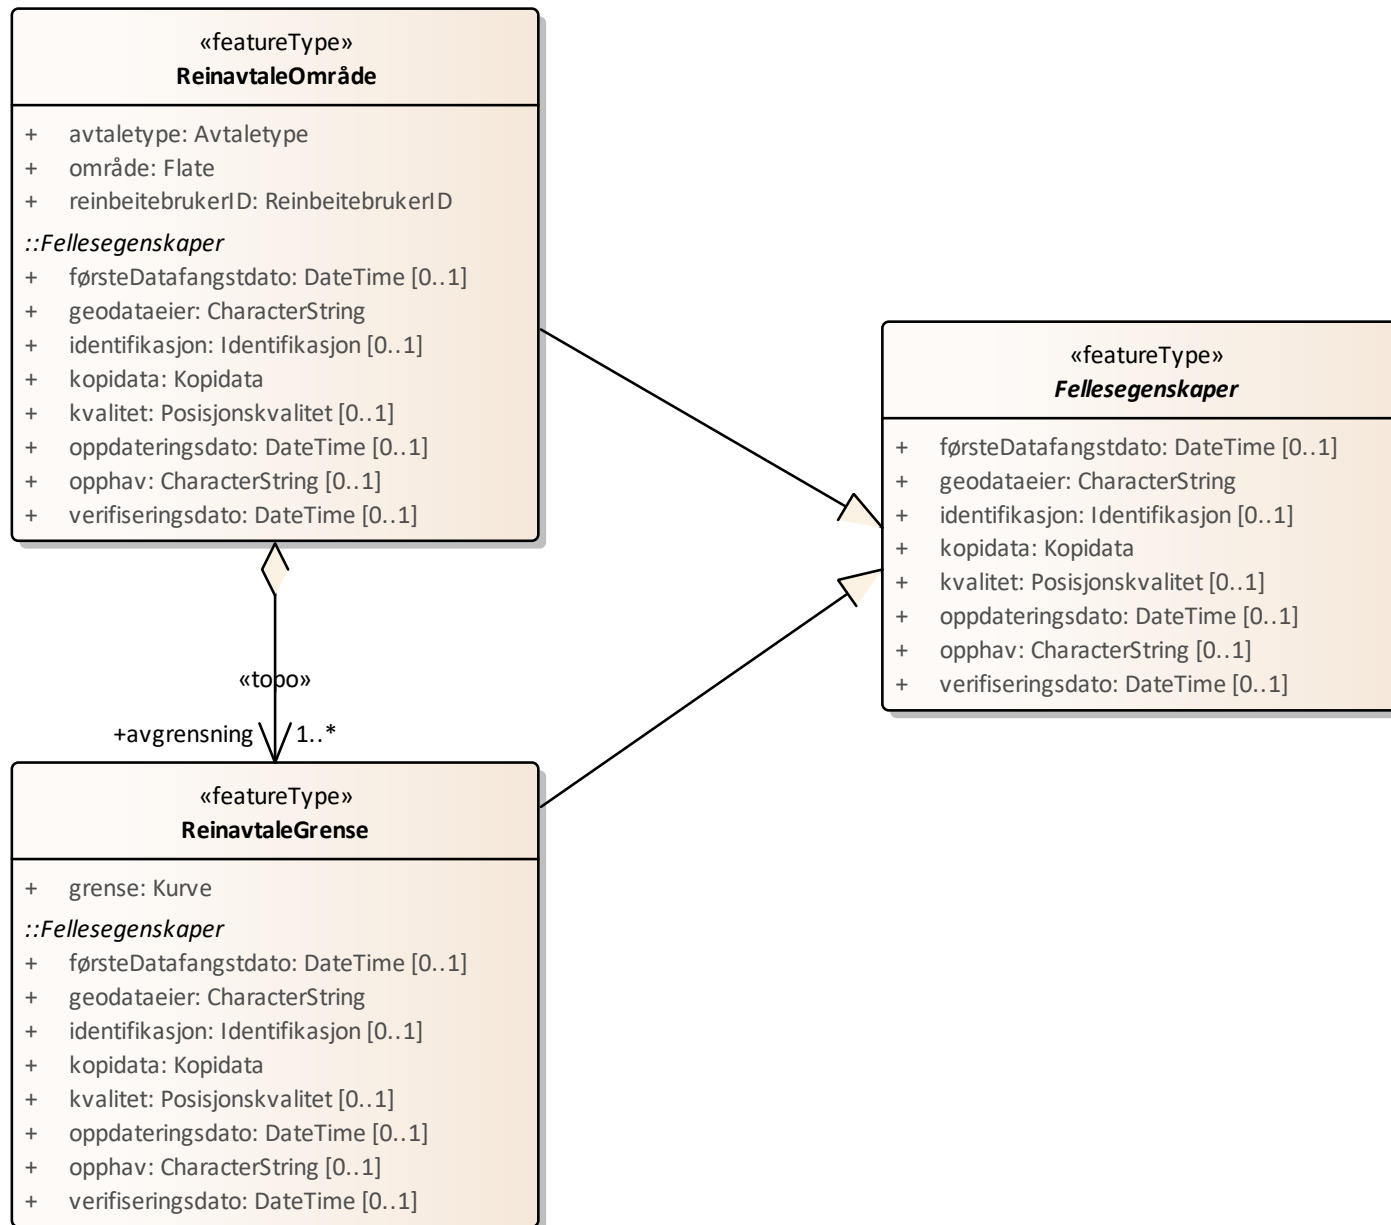 «featureType»
ReinavtaleOmråde
+ avtaletype: Avtaletype
+ område: Flate
+ reinbeitebrukerID: ReinbeitebrukerID
::Fellesegenskaper
+ førsteDatafangstdato: DateTime [0..1]
+ geodataeier: CharacterString
+ identifikasjon: Identifikasjon [0..1]
+ kopidata: Kopidata
+ kvalitet: Posisjonskvalitet [0..1]
+ oppdateringsdato: DateTime [0..1]
+ opphav: CharacterString [0..1]
+ verifiseringsdato: DateTime [0..1]
«featureType»
Fellesegenskaper
+ førsteDatafangstdato: DateTime [0..1]
+ geodataeier: CharacterString
+ identifikasjon: Identifikasjon [0..1]
+ kopidata: Kopidata
+ kvalitet: Posisjonskvalitet [0..1]
+ oppdateringsdato: DateTime [0..1]
+ opphav: CharacterString [0..1]
+ verifiseringsdato: DateTime [0..1]
«topo»
+avgrensning 1..*
«featureType»
ReinavtaleGrense
+ grense: Kurve
::Fellesegenskaper
+ førsteDatafangstdato: DateTime [0..1]
+ geodataeier: CharacterString
+ identifikasjon: Identifikasjon [0..1]
+ kopidata: Kopidata
+ kvalitet: Posisjonskvalitet [0..1]
+ oppdateringsdato: DateTime [0..1]
+ opphav: CharacterString [0..1]
+ verifiseringsdato: DateTime [0..1]